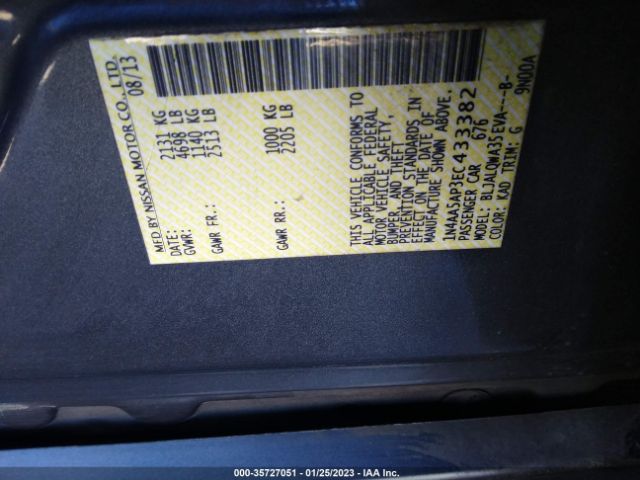 MFD BY NISSAN MOTOR CO., LTD.
DATE: 08/13
GVWR: 2131 KG
4698 LB
GAWR FR: 1140 KG
2513 LB
GAWR RR: 1000 KG
2205 LB
THIS VEHICLE CONFORMS TO
ALL APPLICABLE FEDERAL
MOTOR VEHICLE SAFETY,
BUMPER, AND THEFT
PREVENTION STANDARDS IN
EFFECT ON THE DATE OF
MANUFACTURE SHOWN ABOVE.
1N4AA5AP3EC433382
PASSENGER CAR 676
MODEL: BLJALQWA35EVA----B-
COLOR: KAD TRIM: G 9N00A
000-35727051 - 01/25/2023 - IAA Inc.